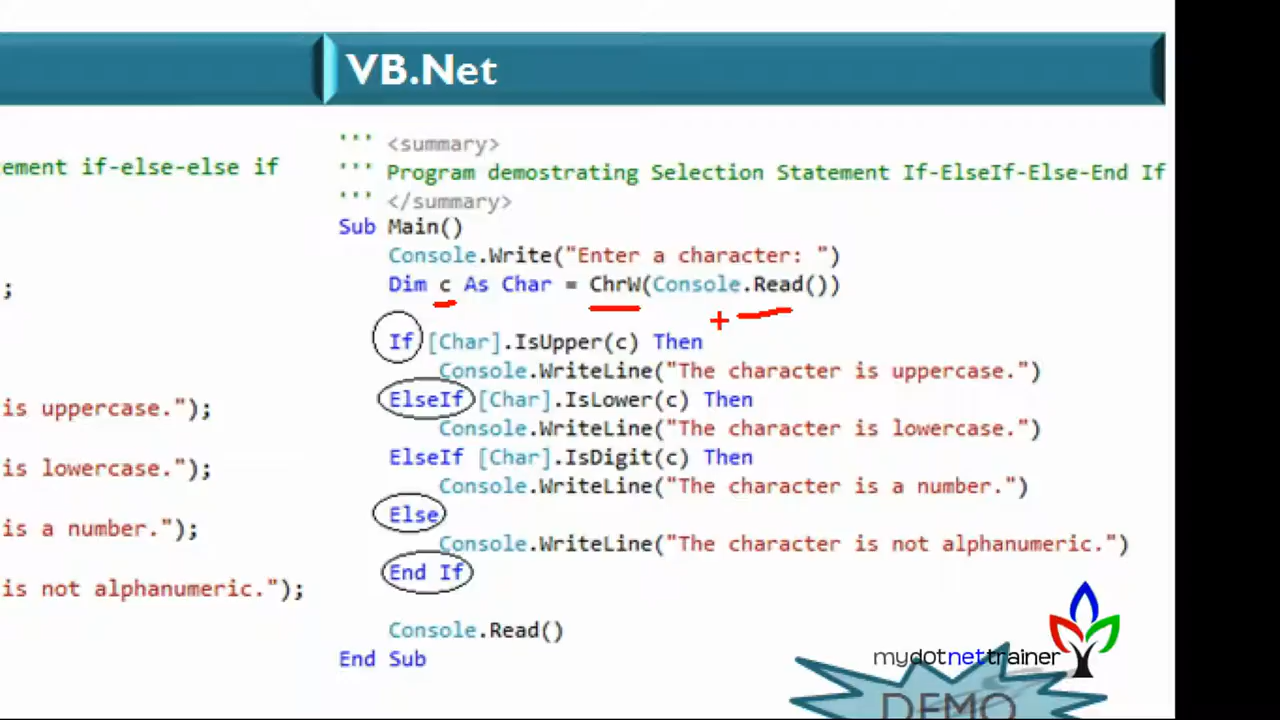 VB.Net
ement if-else-else if
;
is uppercase.");
is lowercase.");
is a number.");
is not alphanumeric.");
''' <summary>
''' Program demostrating Selection Statement If-ElseIf-Else-End If
''' </summary>
Sub Main()
Console.Write("Enter a character: ")
Dim c As Char = ChrW(Console.Read())
If [Char].IsUpper(c) Then
Console.WriteLine("The character is uppercase.")
ElseIf [Char].IsLower(c) Then
Console.WriteLine("The character is lowercase.")
ElseIf [Char].IsDigit(c) Then
Console.WriteLine("The character is a number.")
Else
Console.WriteLine("The character is not alphanumeric.")
End If
Console.Read()
End Sub
mydotnettrainer
DEMO